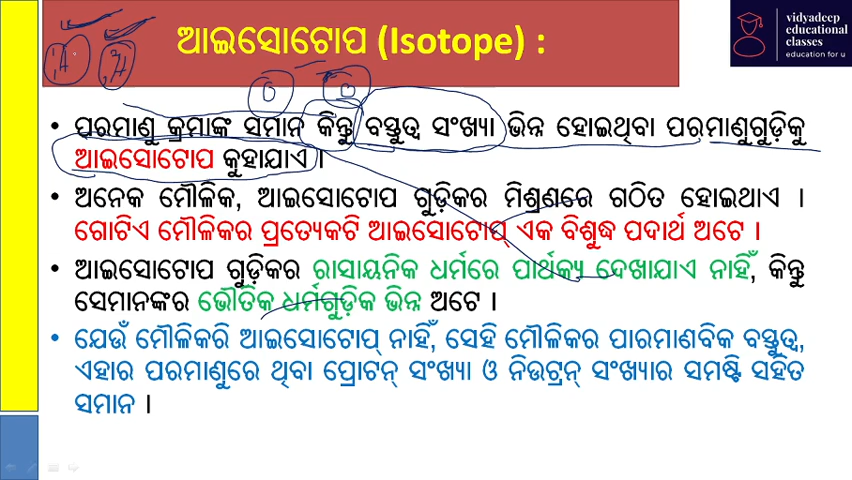 ଆଇସୋଟୋପ (Isotope) :
vidyadeep
educational
classes
education for u
• ପରମାଣୁ କ୍ରମାଙ୍କ ସମାନ କିନ୍ତୁ ବସ୍ତୁତ୍ୱ ସଂଖ୍ୟା ଭିନ୍ନ ହୋଇଥିବା ପରମାଣୁଗୁଡ଼ିକୁ
ଆଇସୋଟୋପ କୁହାଯାଏ ।
• ଅନେକ ମୌଳିକ, ଆଇସୋଟୋପ ଗୁଡ଼ିକର ମିଶ୍ରଣରେ ଗଠିତ ହୋଇଥାଏ ।
ଗୋଟିଏ ମୌଳିକର ପ୍ରତ୍ୟେକଟି ଆଇସୋଟୋପ୍ ଏକ ବିଶୁଦ୍ଧ ପଦାର୍ଥ ଅଟେ ।
• ଆଇସୋଟୋପ ଗୁଡ଼ିକର ରାସାୟନିକ ଧର୍ମରେ ପାର୍ଥକ୍ୟ ଦେଖାଯାଏ ନାହିଁ, କିନ୍ତୁ
ସେମାନଙ୍କର ଭୌତିକ ଧର୍ମଗୁଡ଼ିକ ଭିନ୍ନ ଅଟେ ।
• ଯେଉଁ ମୌଳିକରି ଆଇସୋଟୋପ୍ ନାହିଁ, ସେହି ମୌଳିକର ପାରମାଣବିକ ବସ୍ତୁତ୍ୱ,
ଏହାର ପରମାଣୁରେ ଥିବା ପ୍ରୋଟନ୍ ସଂଖ୍ୟା ଓ ନିଉଟ୍ରନ୍ ସଂଖ୍ୟାର ସମଷ୍ଟି ସହିତ
ସମାନ ।